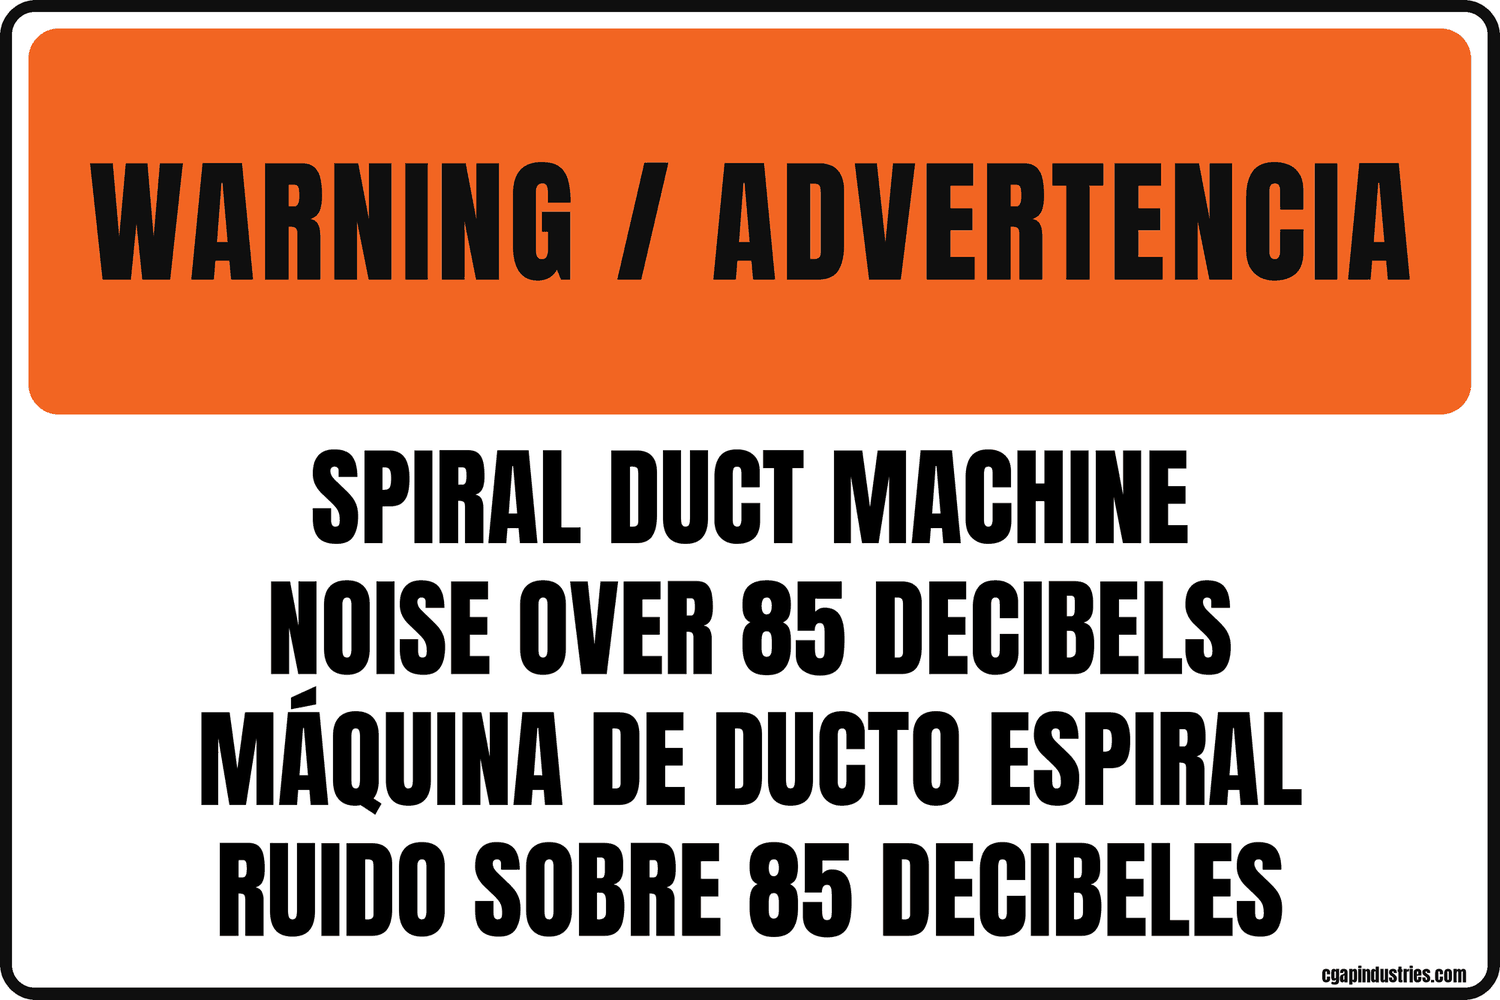 WARNING / ADVERTENCIA
SPIRAL DUCT MACHINE
NOISE OVER 85 DECIBELS
MÁQUINA DE DUCTO ESPIRAL
RUIDO SOBRE 85 DECIBELES
cgapindustries.com